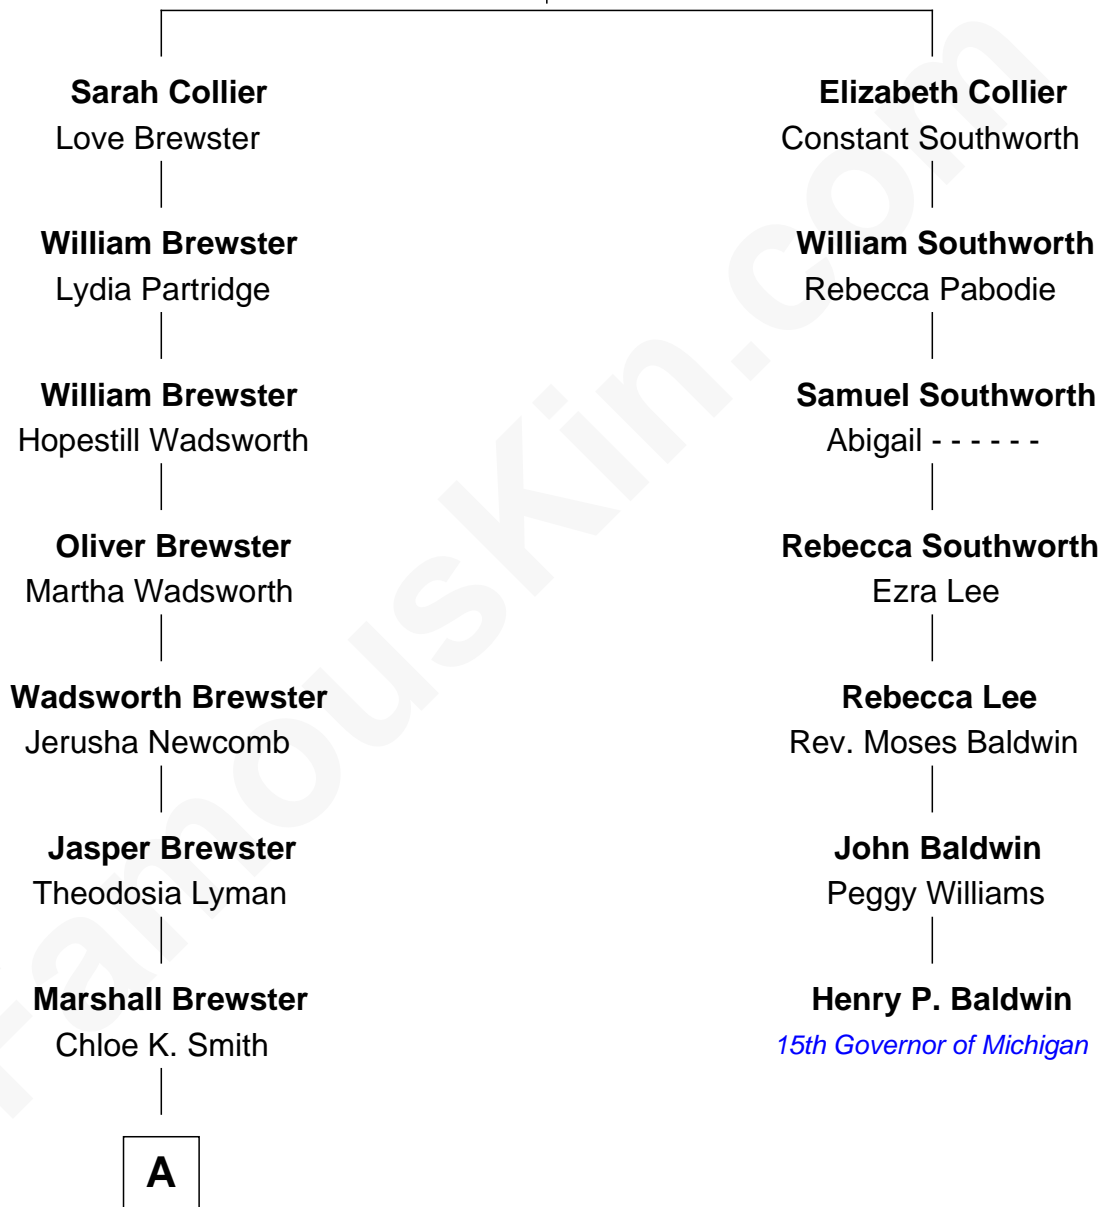 Sarah Collier
Love Brewster
William Brewster
Lydia Partridge
William Brewster
Hopestill Wadsworth
Oliver Brewster
Martha Wadsworth
Wadsworth Brewster
Jerusha Newcomb
Jasper Brewster
Theodosia Lyman
Marshall Brewster
Chloe K. Smith
A
Elizabeth Collier
Constant Southworth
William Southworth
Rebecca Pabodie
Samuel Southworth
Abigail - - - - - -
Rebecca Southworth
Ezra Lee
Rebecca Lee
Rev. Moses Baldwin
John Baldwin
Peggy Williams
Henry P. Baldwin
15th Governor of Michigan
FamousKin.com